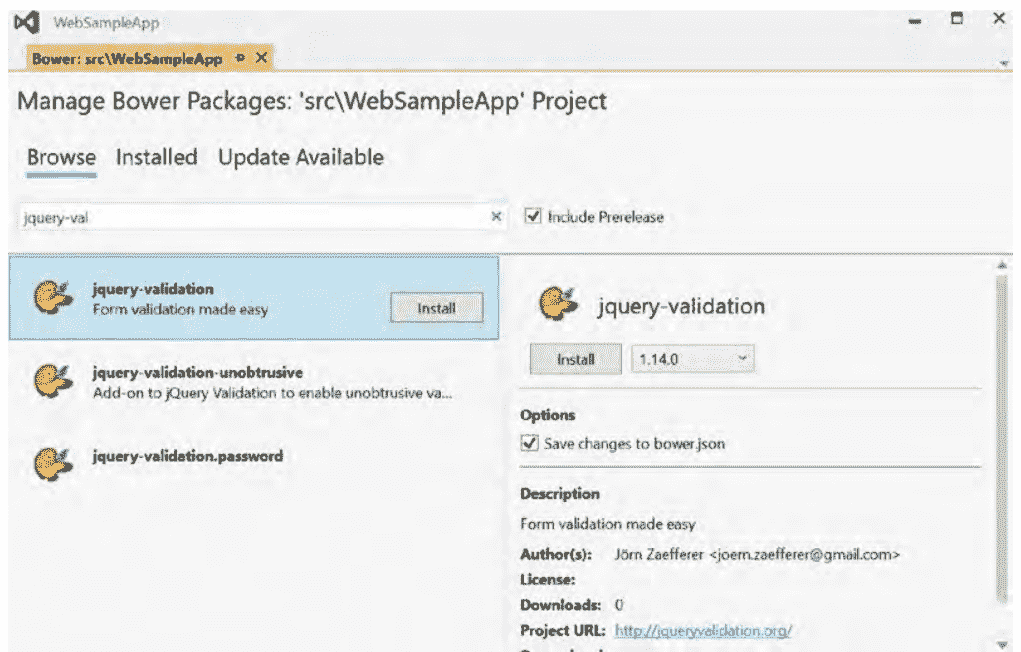 WebSampleApp
Bower: src\WebSampleApp
Manage Bower Packages: 'src\WebSampleApp' Project
Browse Installed Update Available
jquery-val
Include Prerelease
jquery-validation
Form validation made easy
Install
jquery-validation-unobtrusive
Add-on to jQuery Validation to enable unobtrusive va...
jquery-validation.password
jquery-validation
Install 1.14.0
Options
Save changes to bower.json
Description
Form validation made easy
Author(s): Jörn Zaefferer <joern.zaefferer@gmail.com>
License:
Downloads: 0
Project URL: http://jqueryvalidation.org/